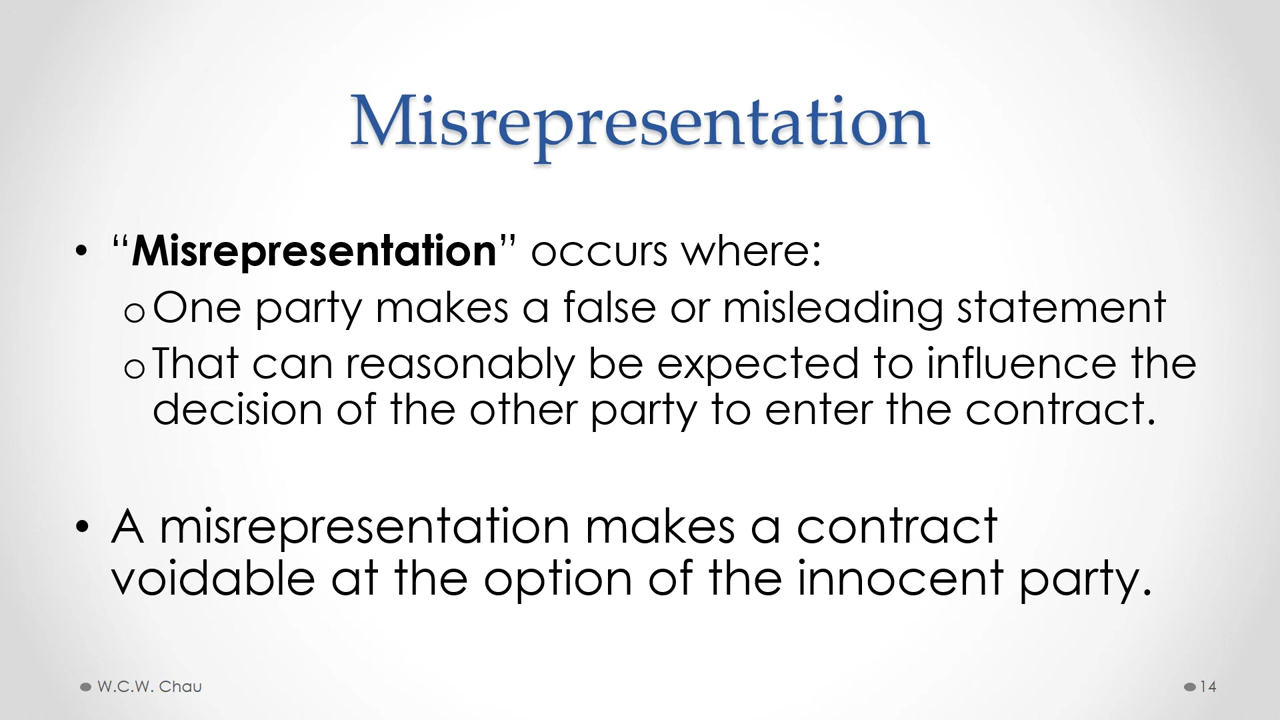 Misrepresentation
• “Misrepresentation” occurs where:
o One party makes a false or misleading statement
o That can reasonably be expected to influence the
decision of the other party to enter the contract.
• A misrepresentation makes a contract
voidable at the option of the innocent party.
W.C.W. Chau
14